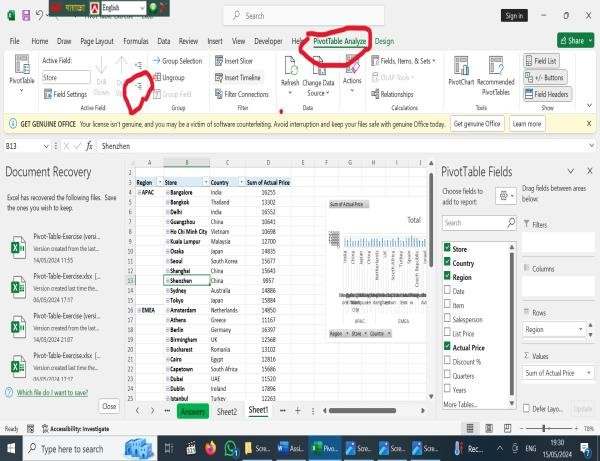 English
Search
Sign in
File Home Draw Page Layout Formulas Data Review View Insert Developer Help PivotTable Analyze Design Share
PivotTable
Active Field:
Store
Field Settings
Drill
Drill
Active Field
Group Selection
Ungroup
Group Field
Group
Insert Slicer
Insert Timeline
Filter Connections
Filter
Refresh
Change Data
Source
Data
Actions
Fields, Items, & Sets
OLAP Tools
Relationships
Calculations
PivotChart
Recommended
PivotTables
Tools
Field List
+/- Buttons
Field Headers
Show
GET GENUINE OFFICE Your license isn't genuine, and you may be a victim of software counterfeiting. Avoid interruption and keep your files safe with genuine Office today. Get genuine Office Learn more
B13 fx Shenzhen
Document Recovery
Excel has recovered the following files. Save
the ones you wish to keep.
Pivot-Table-Exercise (versi...
Version created from the last...
14/05/2024 11:55
Pivot-Table-Exercise.xlsx [...
Version created last time the...
06/05/2024 17:17
Pivot-Table-Exercise (versi...
Version created from the last...
14/05/2024 21:07
Pivot-Table-Exercise.xlsx [...
Version created last time the...
06/05/2024 17:17
Which file do I want to save?
Close
A B C D E F G H I J
2
3 Region Store Country Sum of Actual Price
4 APAC Bangalore India 16255
5 Bangkok Thailand 13302
6 Delhi India 16552
7 Guangzhou China 10641
8 Ho Chi Minh City Vietnam 10698
9 Kuala Lumpur Malaysia 12700
10 Osaka Japan 14835
11 Seoul South Korea 15677
12 Shanghai China 15643
13 Shenzhen China 9957
14 Sydney Australia 14886
15 Tokyo Japan 15884
16 EMEA Amsterdam Netherlands 14850
17 Athens Greece 11167
18 Berlin Germany 16397
19 Birmingham UK 12568
20 Bucharest Romania 13102
21 Cairo Egypt 12816
22 Capetown South Africa 15686
23 Dubai UAE 11520
24 Dublin Ireland 17896
25 Istanbul Turkey 12263
Sum of Actual Price
Total
India
China
Japan
China
Netherlands
UK
South Africa
Turkey
Spain
Czech Republic
APAC EMEA
Region Store Country
Answers Sheet2 Sheet1
PivotTable Fields
Choose fields to add to report:
Search
Store
Country
Region
Date
Item
Salesperson
List Price
Actual Price
Discount %
Quarters
Years
More Tables...
Drag fields between areas below:
Filters
Columns
Rows
Region
Values
Sum of Actual Price
Defer Layo... Update
Ready Accessibility: Investigate 78%
Type here to search
Scre... Assi... Pivo... Scre... Scre... Scre... Rec... ENG
19:30
15/05/2024